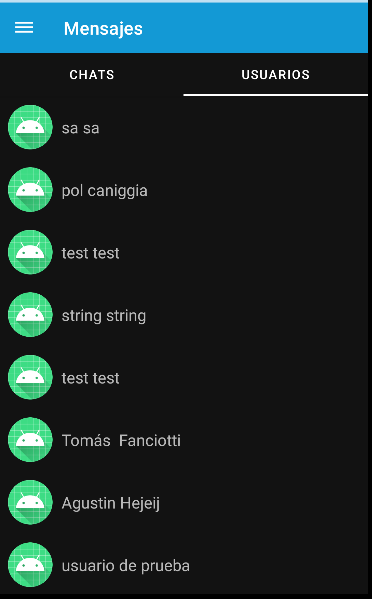 Mensajes
CHATS
USUARIOS
sa sa
pol caniggia
test test
string string
test test
Tomás  Fanciotti
Agustin Hejeij
usuario de prueba